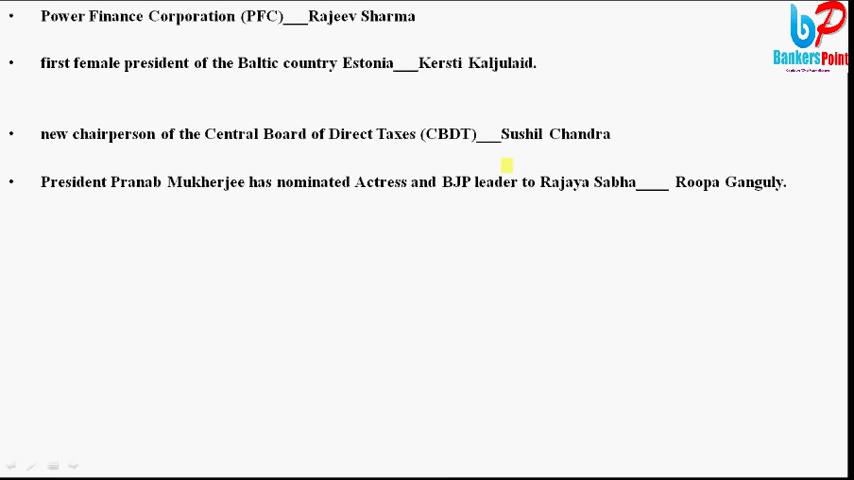 • Power Finance Corporation (PFC)___Rajeev Sharma
• first female president of the Baltic country Estonia___Kersti Kaljulaid.
• new chairperson of the Central Board of Direct Taxes (CBDT)___Sushil Chandra
• President Pranab Mukherjee has nominated Actress and BJP leader to Rajaya Sabha____ Roopa Ganguly.
bP
BankersPoint